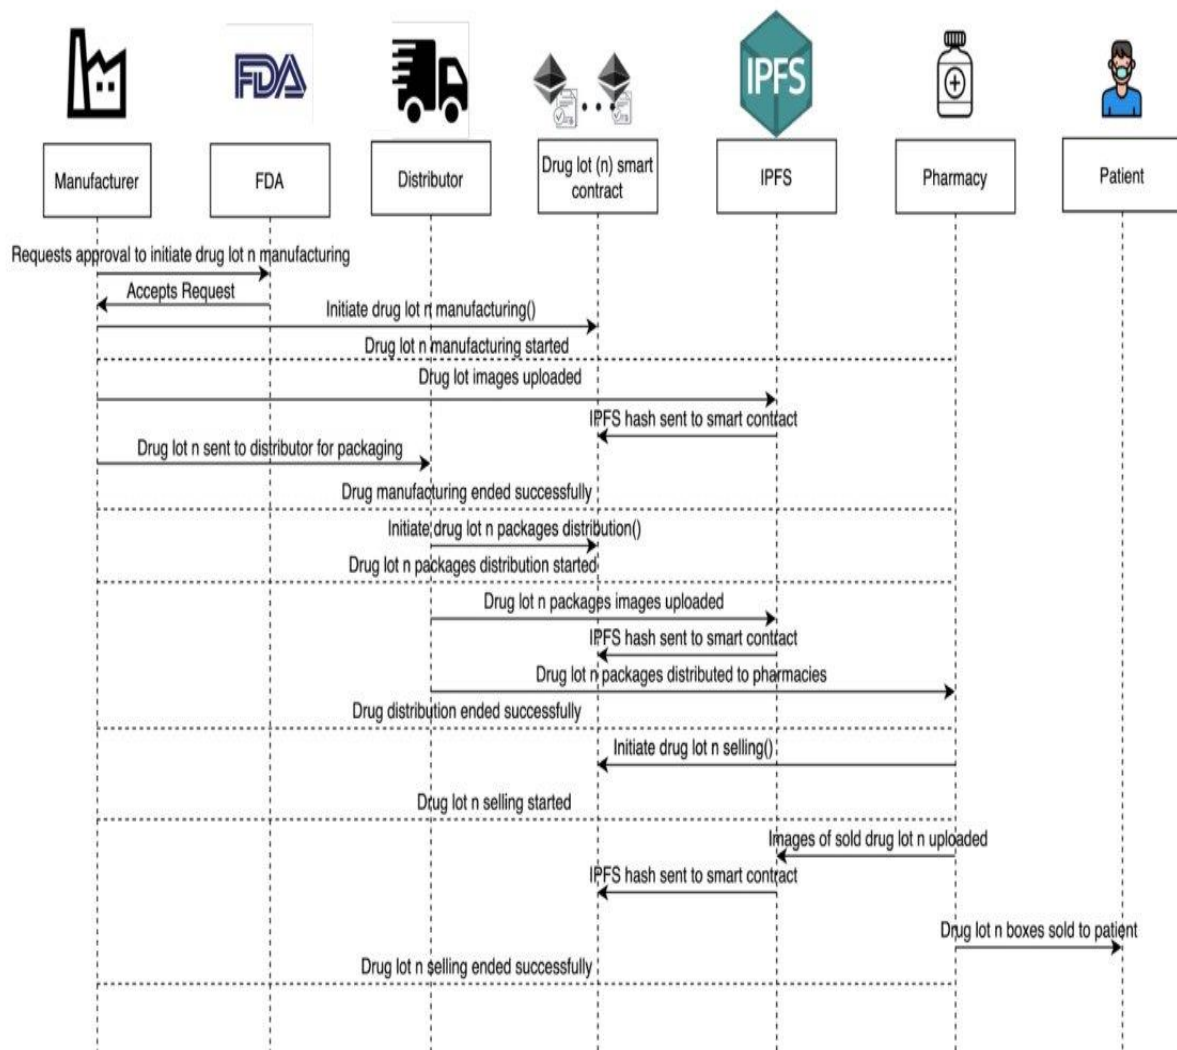 FDA
IPFS
Manufacturer
FDA
Distributor
Drug lot (n) smart
contract
IPFS
Pharmacy
Patient
Requests approval to initiate drug lot n manufacturing
Accepts Request
Initiate drug lot n manufacturing()
Drug lot n manufacturing started
Drug lot images uploaded
IPFS hash sent to smart contract
Drug lot n sent to distributor for packaging
Drug manufacturing ended successfully
Initiate drug lot n packages distribution()
Drug lot n packages distribution started
Drug lot n packages images uploaded
IPFS hash sent to smart contract
Drug lot n packages distributed to pharmacies
Drug distribution ended successfully
Initiate drug lot n selling()
Drug lot n selling started
Images of sold drug lot n uploaded
IPFS hash sent to smart contract
Drug lot n boxes sold to patient
Drug lot n selling ended successfully